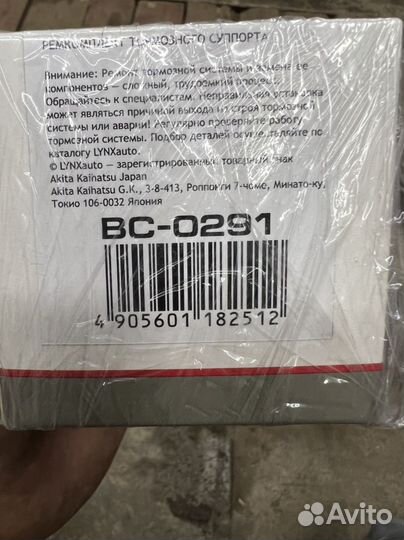 РЕМКОМПЛЕКТ ТОРМОЗНОГО СУППОРТА
Внимание: Ремонт тормозной системы и замена ее
компонентов – сложный, трудоемкий процесс.
Обращайтесь к специалистам. Неправильная установка
может являться причиной выхода из строя тормозной
системы или аварии! Регулярно проверяйте работу
тормозной системы. Подбор деталей осуществляйте по
каталогу LYNXauto.
© LYNXauto – зарегистрированный товарный знак
Akita Kaihatsu Japan
Akita Kaihatsu G.K., 3-8-413, Роппонги 7-чоме, Минато-ку,
Токио 106-0032 Япония
BC-0291
4 905601 182512
Avito